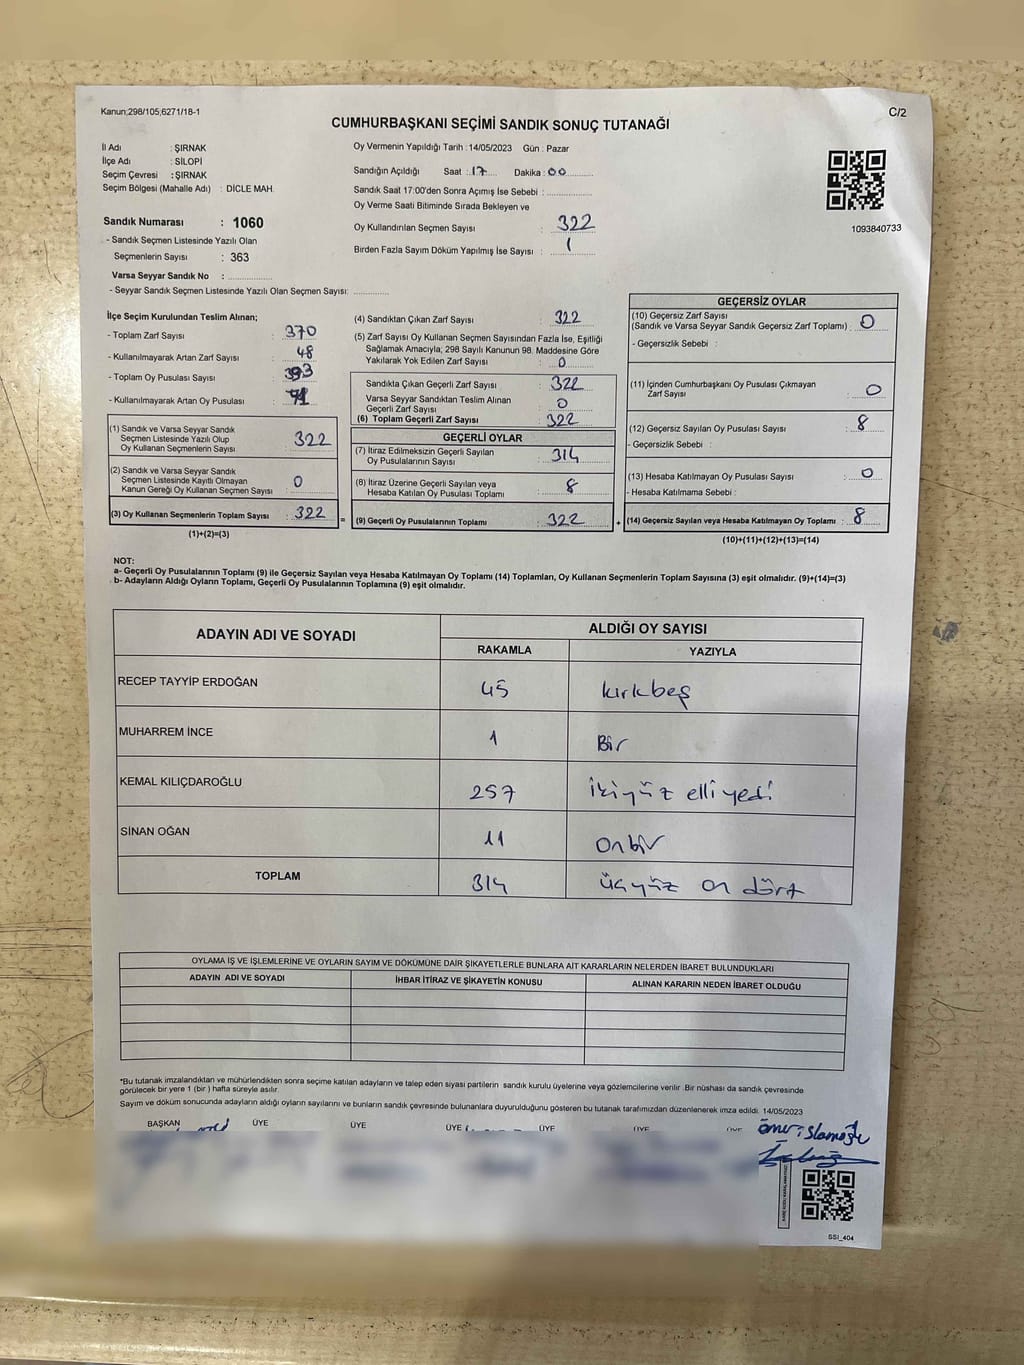 Kanun;298/105;6271/18-1
C/2
CUMHURBAŞKANI SEÇİMİ SANDIK SONUÇ TUTANAĞI
İl Adı : ŞIRNAK
İlçe Adı : SİLOPİ
Seçim Çevresi : ŞIRNAK
Seçim Bölgesi (Mahalle Adı) : DİCLE MAH.
Sandık Numarası : 1060
- Sandık Seçmen Listesinde Yazılı Olan
Seçmenlerin Sayısı : 363
Varsa Seyyar Sandık No :
- Seyyar Sandık Seçmen Listesinde Yazılı Olan Seçmen Sayısı:
Oy Vermenin Yapıldığı Tarih : 14/05/2023 Gün : Pazar
Sandığın Açıldığı Saat : 17 Dakika : 00
Sandık Saat 17:00'den Sonra Açımış İse Sebebi :
Oy Verme Saati Bitiminde Sırada Bekleyen ve
Oy Kullandırılan Seçmen Sayısı : 322
Birden Fazla Sayım Döküm Yapılmış İse Sayısı : 1
1093840733
İlçe Seçim Kurulundan Teslim Alınan;
- Toplam Zarf Sayısı : 370
- Kullanılmayarak Artan Zarf Sayısı : 48
- Toplam Oy Pusulası Sayısı :
- Kullanılmayarak Artan Oy Pusulası :
(1) Sandık ve Varsa Seyyar Sandık
Seçmen Listesinde Yazılı Olup
Oy Kullanan Seçmenlerin Sayısı : 322
(2) Sandık ve Varsa Seyyar Sandık
Seçmen Listesinde Kayıtlı Olmayan
Kanun Gereği Oy Kullanan Seçmen Sayısı : 0
(3) Oy Kullanan Seçmenlerin Toplam Sayısı : 322
(1)+(2)=(3)
=
(4) Sandıktan Çıkan Zarf Sayısı : 322
(5) Zarf Sayısı Oy Kullanan Seçmen Sayısından Fazla İse, Eşitliği
Sağlamak Amacıyla; 298 Sayılı Kanunun 98. Maddesine Göre
Yakılarak Yok Edilen Zarf Sayısı : 0
Sandıkta Çıkan Geçerli Zarf Sayısı : 322
Varsa Seyyar Sandıktan Teslim Alınan
Geçerli Zarf Sayısı : 0
(6) Toplam Geçerli Zarf Sayısı : 322
GEÇERLİ OYLAR
(7) İtiraz Edilmeksizin Geçerli Sayılan
Oy Pusulalarının Sayısı : 314
(8) İtiraz Üzerine Geçerli Sayılan veya
Hesaba Katılan Oy Pusulası Toplamı : 8
(9) Geçerli Oy Pusulalarının Toplamı : 322
+
GEÇERSİZ OYLAR
(10) Geçersiz Zarf Sayısı
(Sandık ve Varsa Seyyar Sandık Geçersiz Zarf Toplamı) : 0
- Geçersizlik Sebebi :
(11) İçinden Cumhurbaşkanı Oy Pusulası Çıkmayan
Zarf Sayısı : 0
(12) Geçersiz Sayılan Oy Pusulası Sayısı : 8
- Geçersizlik Sebebi :
(13) Hesaba Katılmayan Oy Pusulası Sayısı : 0
- Hesaba Katılmama Sebebi :
(14) Geçersiz Sayılan veya Hesaba Katılmayan Oy Toplamı : 8
(10)+(11)+(12)+(13)=(14)
NOT:
a- Geçerli Oy Pusulalarının Toplamı (9) ile Geçersiz Sayılan veya Hesaba Katılmayan Oy Toplamı (14) Toplamları, Oy Kullanan Seçmenlerin Toplam Sayısına (3) eşit olmalıdır. (9)+(14)=(3)
b- Adayların Aldığı Oyların Toplamı, Geçerli Oy Pusulalarının Toplamına (9) eşit olmalıdır.
ADAYIN ADI VE SOYADI
ALDIĞI OY SAYISI
RAKAMLA YAZIYLA
RECEP TAYYİP ERDOĞAN 45 kırkbeş
MUHARREM İNCE 1 Bir
KEMAL KILIÇDAROĞLU 257 ikiyüz elliyedi
SİNAN OĞAN 11 onbir
TOPLAM 314 üçyüz on dört
OYLAMA İŞ VE İŞLEMLERİNE VE OYLARIN SAYIM VE DÖKÜMÜNE DAİR ŞİKAYETLERLE BUNLARA AİT KARARLARIN NELERDEN İBARET BULUNDUKLARI
ADAYIN ADI VE SOYADI İHBAR İTİRAZ VE ŞİKAYETİN KONUSU ALINAN KARARIN NEDEN İBARET OLDUĞU
*Bu tutanak imzalandıktan ve mühürlendikten sonra seçime katılan adayların ve talep eden siyasi partilerin sandık kurulu üyelerine veya gözlemcilerine verilir .Bir nüshası da sandık çevresinde
görülecek bir yere 1 (bir ) hafta süreyle asılır.
Sayım ve döküm sonucunda adayların aldığı oyların sayılarını ve bunların sandık çevresinde bulunanlara duyurulduğunu gösteren bu tutanak tarafımızdan düzenlenerek imza edildi. 14/05/2023
BAŞKAN ÜYE ÜYE ÜYE ÜYE ÜYE ÜYE
ömer islamoğlu
SSI_404